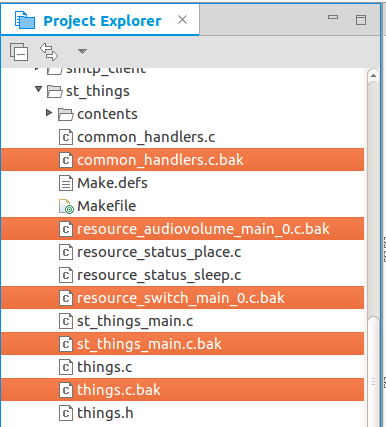 Project Explorer
smtp_client
st_things
contents
common_handlers.c
common_handlers.c.bak
Make.defs
Makefile
resource_audiovolume_main_0.c.bak
resource_status_place.c
resource_status_sleep.c
resource_switch_main_0.c.bak
st_things_main.c
st_things_main.c.bak
things.c
things.c.bak
things.h